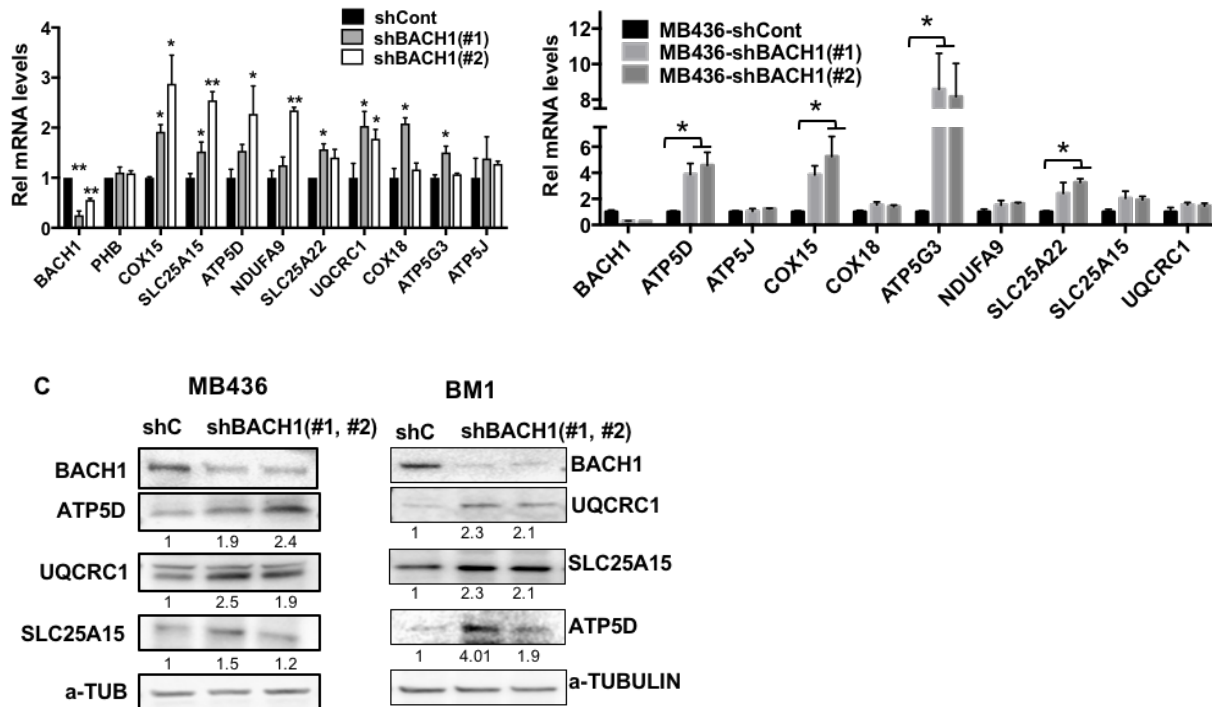 4
3
2
1
0
Rel mRNA levels
shCont
shBACH1(#1)
shBACH1(#2)
** ** * * * ** * ** * * * * *
BACH1
PHB
COX15
SLC25A15
ATP5D
NDUFA9
SLC25A22
UQCRC1
COX18
ATP5G3
ATP5J
12
10
8
6
4
2
0
Rel mRNA levels
MB436-shCont
MB436-shBACH1(#1)
MB436-shBACH1(#2)
* * * *
BACH1
ATP5D
ATP5J
COX15
COX18
ATP5G3
NDUFA9
SLC25A22
SLC25A15
UQCRC1
C
MB436
shC shBACH1(#1, #2)
BACH1
ATP5D
1 1.9 2.4
UQCRC1
1 2.5 1.9
SLC25A15
1 1.5 1.2
a-TUB
BM1
shC shBACH1(#1, #2)
BACH1
UQCRC1
1 2.3 2.1
SLC25A15
1 2.3 2.1
ATP5D
1 4.01 1.9
a-TUBULIN